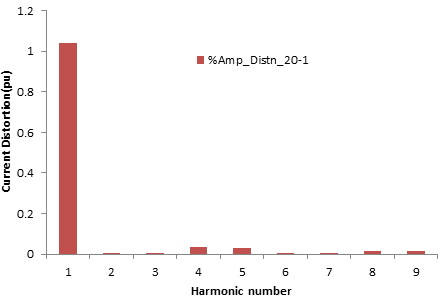 1.2
1
0.8
0.6
0.4
0.2
0
Current Distortion(pu)
%Amp_Distn_20-1
1 2 3 4 5 6 7 8 9
Harmonic number